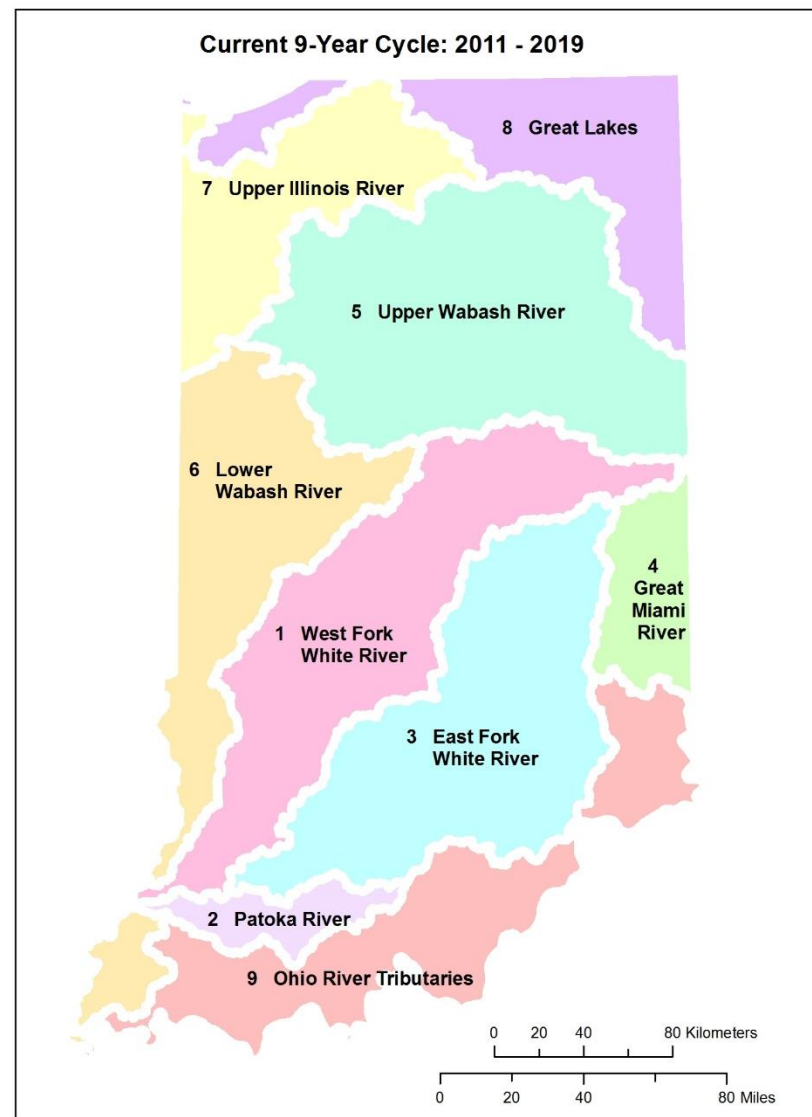 Current 9-Year Cycle: 2011 - 2019
8 Great Lakes
7 Upper Illinois River
5 Upper Wabash River
6 Lower
Wabash River
4
Great
Miami
River
1 West Fork
White River
3 East Fork
White River
2 Patoka River
9 Ohio River Tributaries
0 20 40 80 Kilometers
0 20 40 80 Miles